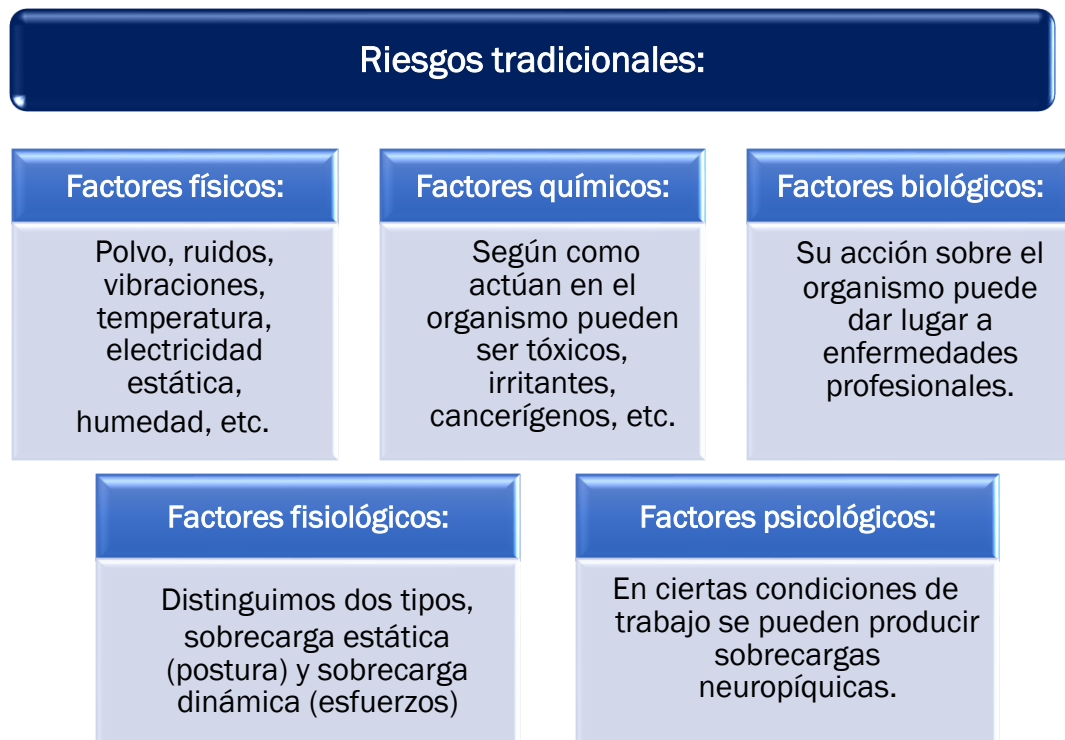 Riesgos tradicionales:
Factores físicos:
Polvo, ruidos,
vibraciones,
temperatura,
electricidad
estática,
humedad, etc.
Factores químicos:
Según como
actúan en el
organismo pueden
ser tóxicos,
irritantes,
cancerígenos, etc.
Factores biológicos:
Su acción sobre el
organismo puede
dar lugar a
enfermedades
profesionales.
Factores fisiológicos:
Distinguimos dos tipos,
sobrecarga estática
(postura) y sobrecarga
dinámica (esfuerzos)
Factores psicológicos:
En ciertas condiciones de
trabajo se pueden producir
sobrecargas
neuropíquicas.